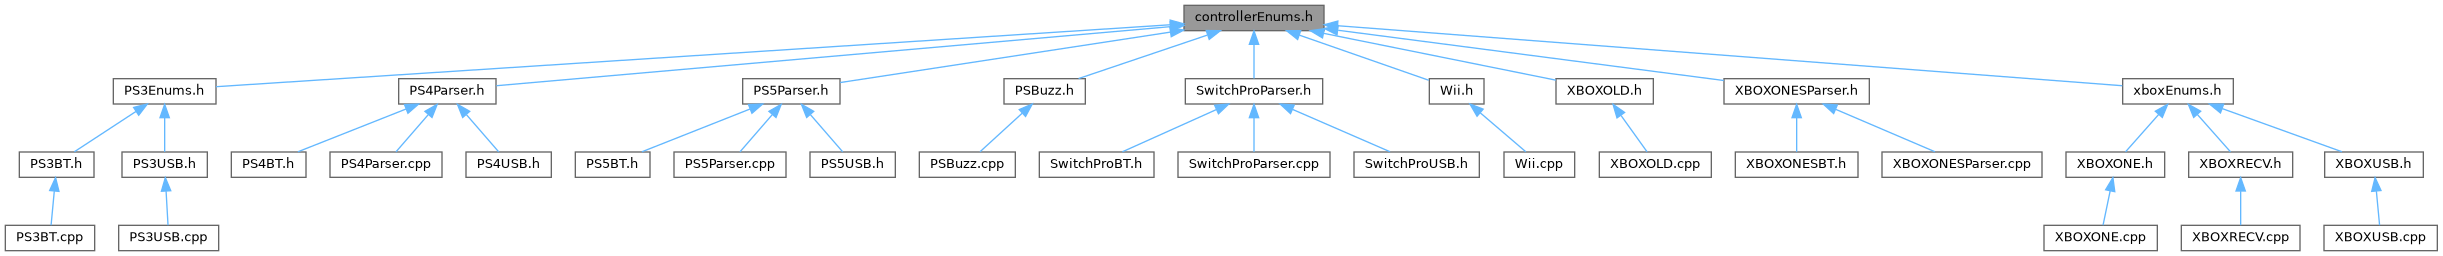 controllerEnums.h
PS3Enums.h
PS4Parser.h
PS5Parser.h
PSBuzz.h
SwitchProParser.h
Wii.h
XBOXOLD.h
XBOXONESParser.h
xboxEnums.h
PS3BT.h
PS3USB.h
PS4BT.h
PS4Parser.cpp
PS4USB.h
PS5BT.h
PS5Parser.cpp
PS5USB.h
PSBuzz.cpp
SwitchProBT.h
SwitchProParser.cpp
SwitchProUSB.h
Wii.cpp
XBOXOLD.cpp
XBOXONESBT.h
XBOXONESParser.cpp
XBOXONE.h
XBOXRECV.h
XBOXUSB.h
PS3BT.cpp
PS3USB.cpp
XBOXONE.cpp
XBOXRECV.cpp
XBOXUSB.cpp